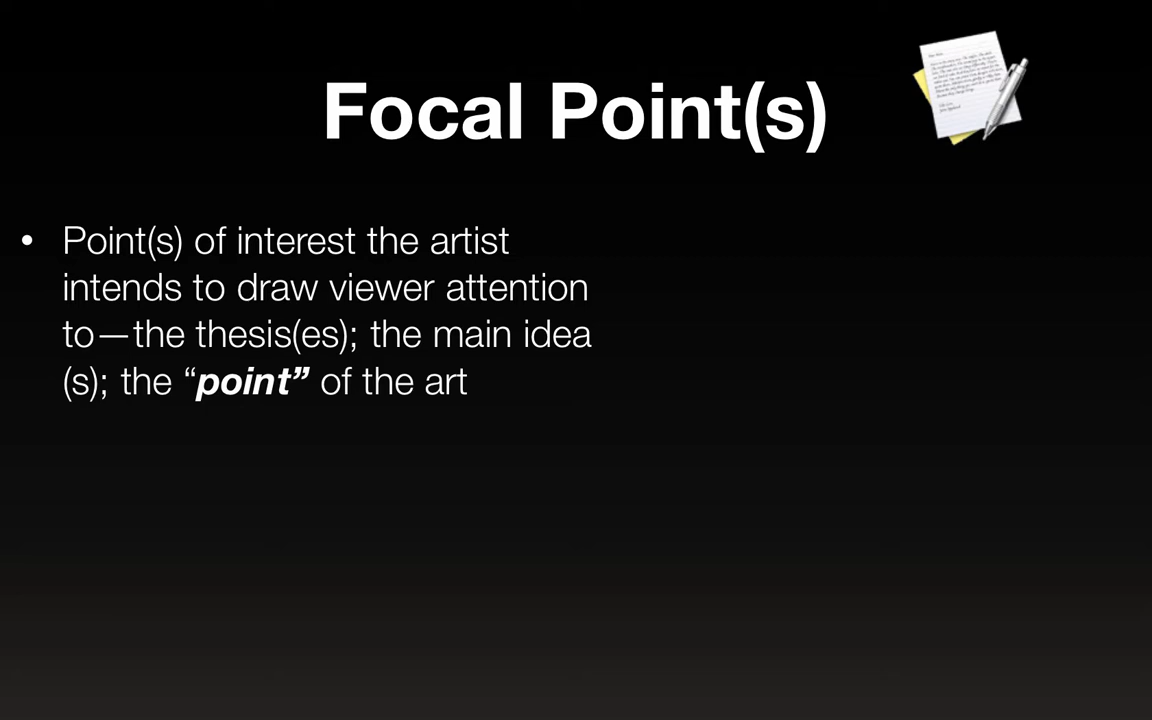 Focal Point(s)
• Point(s) of interest the artist
intends to draw viewer attention
to—the thesis(es); the main idea
(s); the “point” of the art